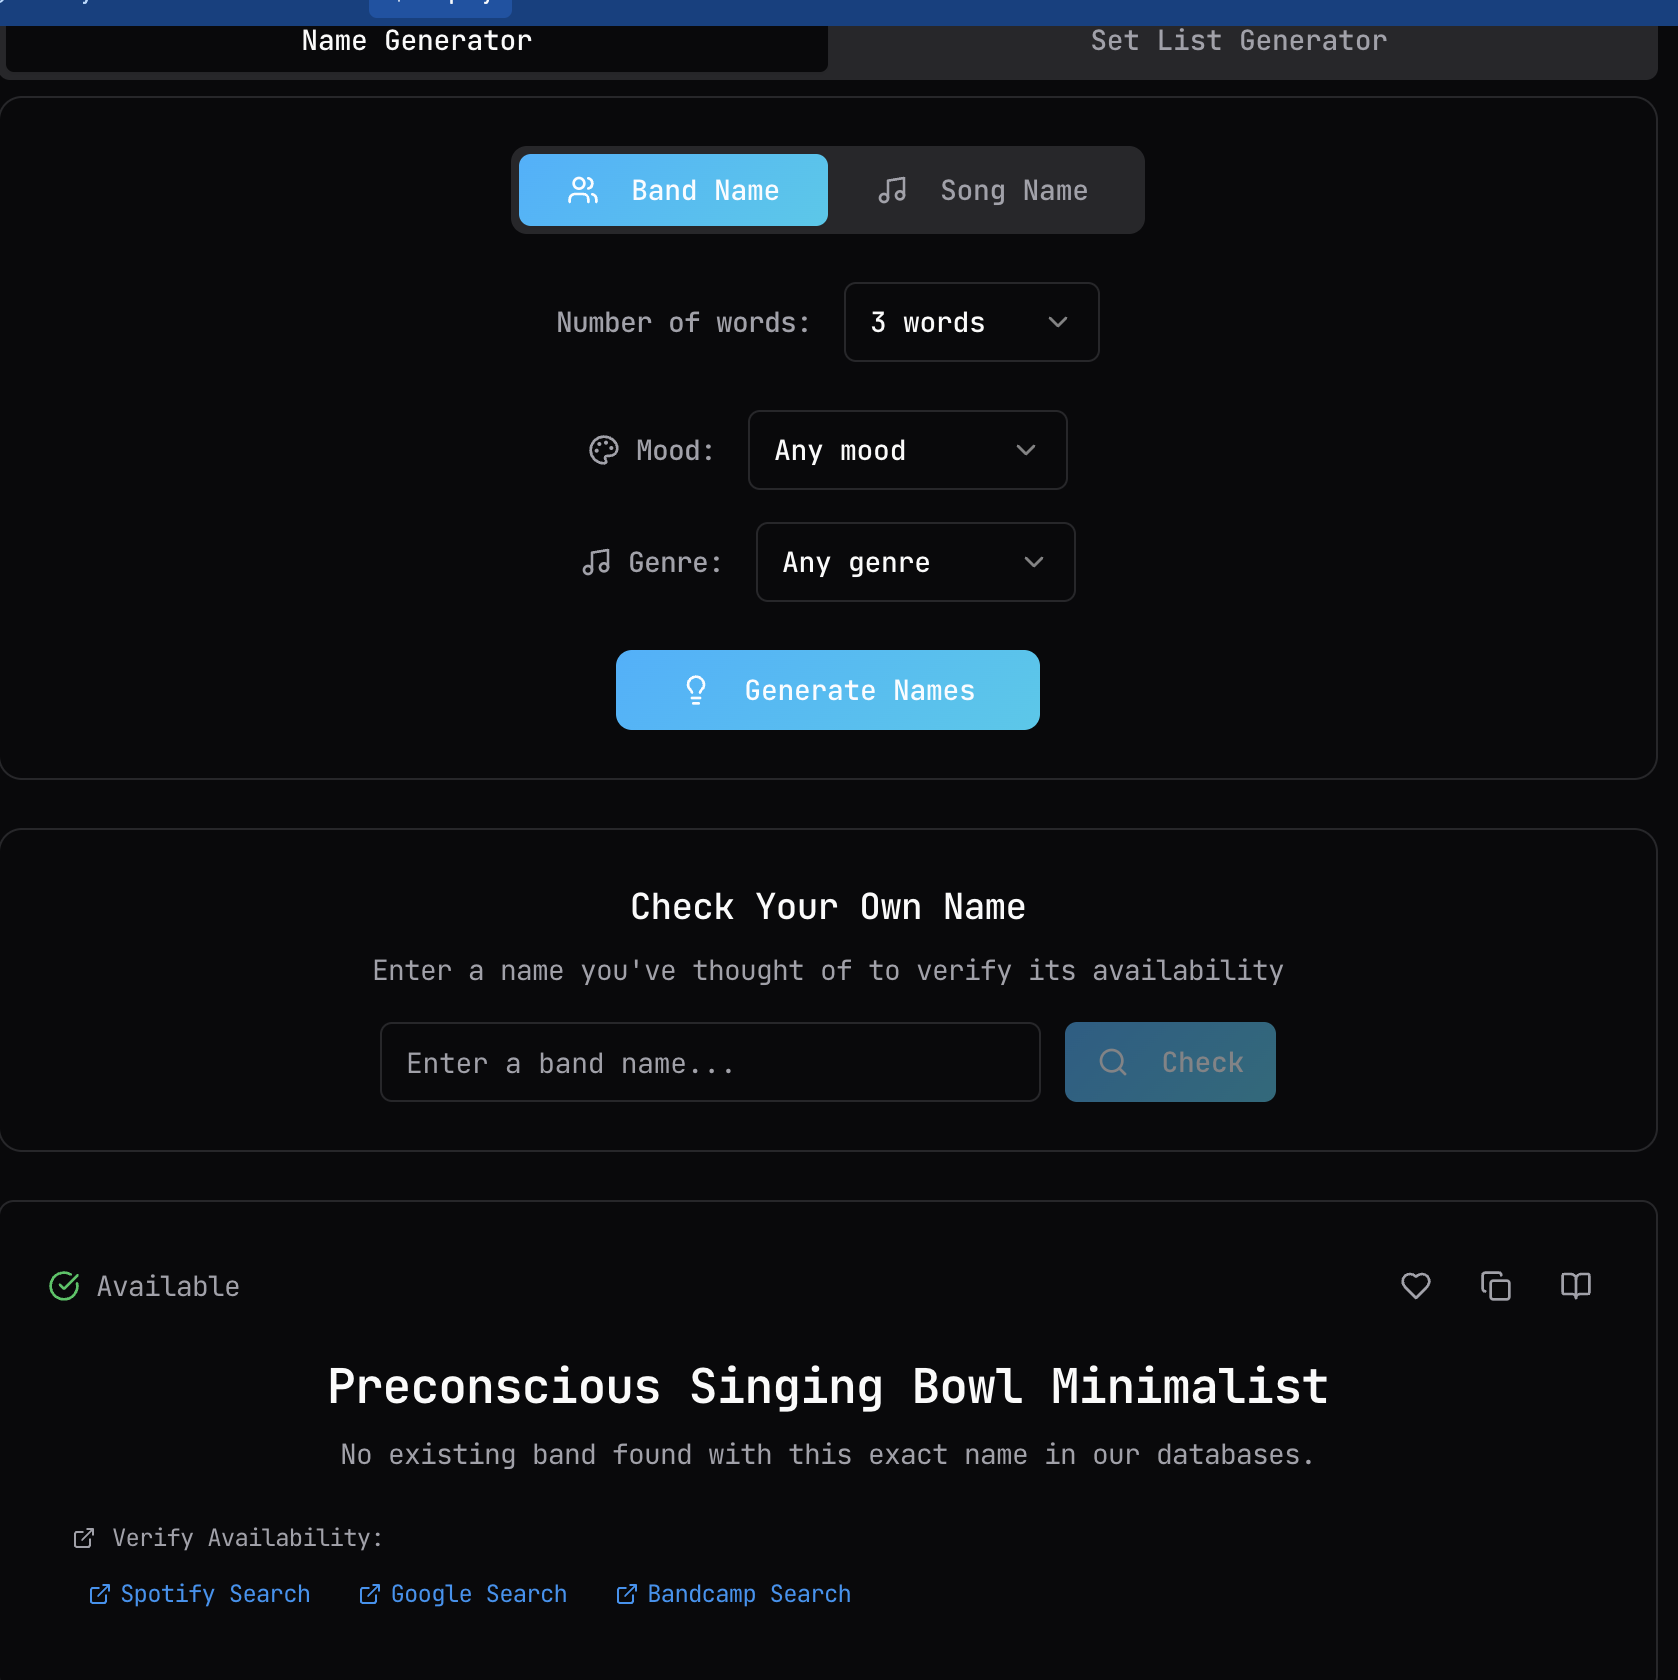 Name Generator
Set List Generator
Band Name
Song Name
Number of words:
3 words
Mood:
Any mood
Genre:
Any genre
Generate Names
Check Your Own Name
Enter a name you've thought of to verify its availability
Enter a band name...
Check
Available
Preconscious Singing Bowl Minimalist
No existing band found with this exact name in our databases.
Verify Availability:
Spotify Search
Google Search
Bandcamp Search